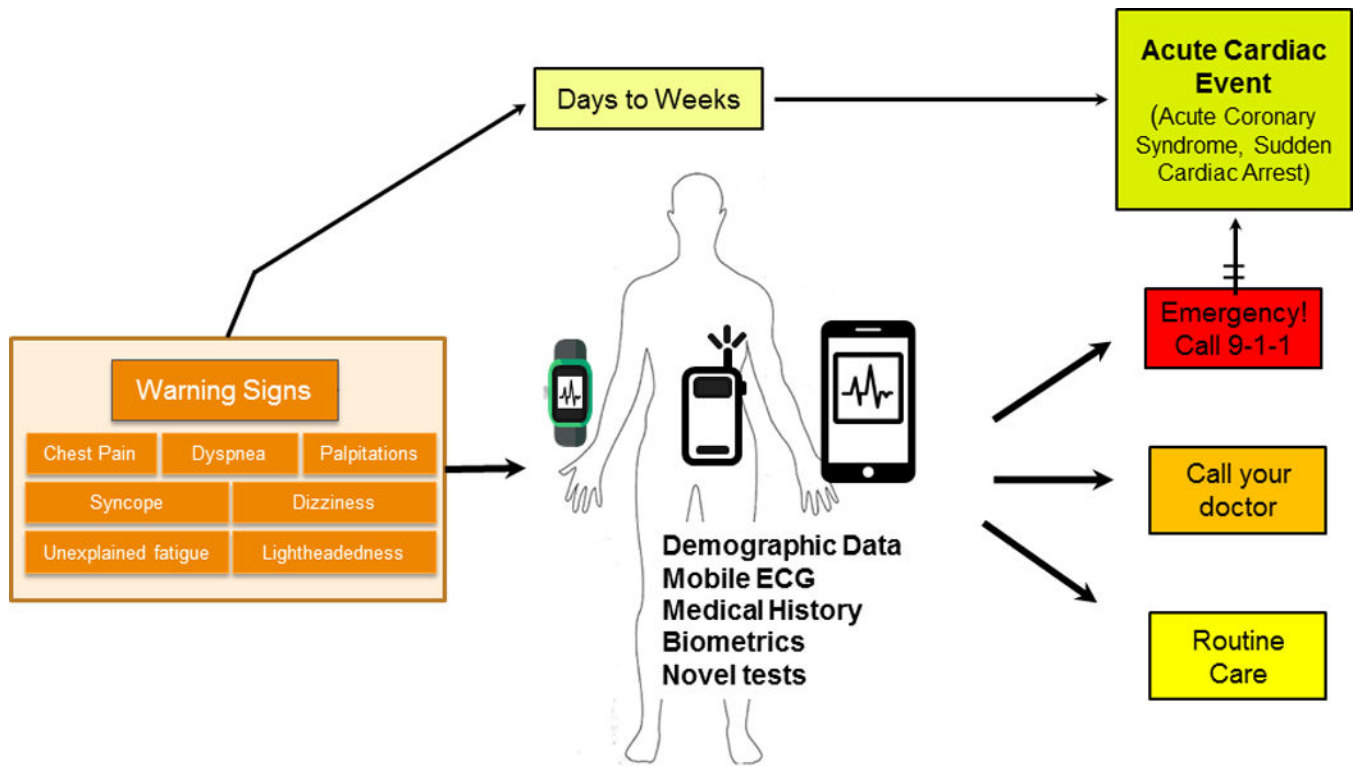 Days to Weeks
Acute Cardiac
Event
(Acute Coronary
Syndrome, Sudden
Cardiac Arrest)
Warning Signs
Chest Pain
Dyspnea
Palpitations
Syncope
Dizziness
Unexplained fatigue
Lightheadedness
Demographic Data
Mobile ECG
Medical History
Biometrics
Novel tests
Emergency!
Call 9-1-1
Call your
doctor
Routine
Care